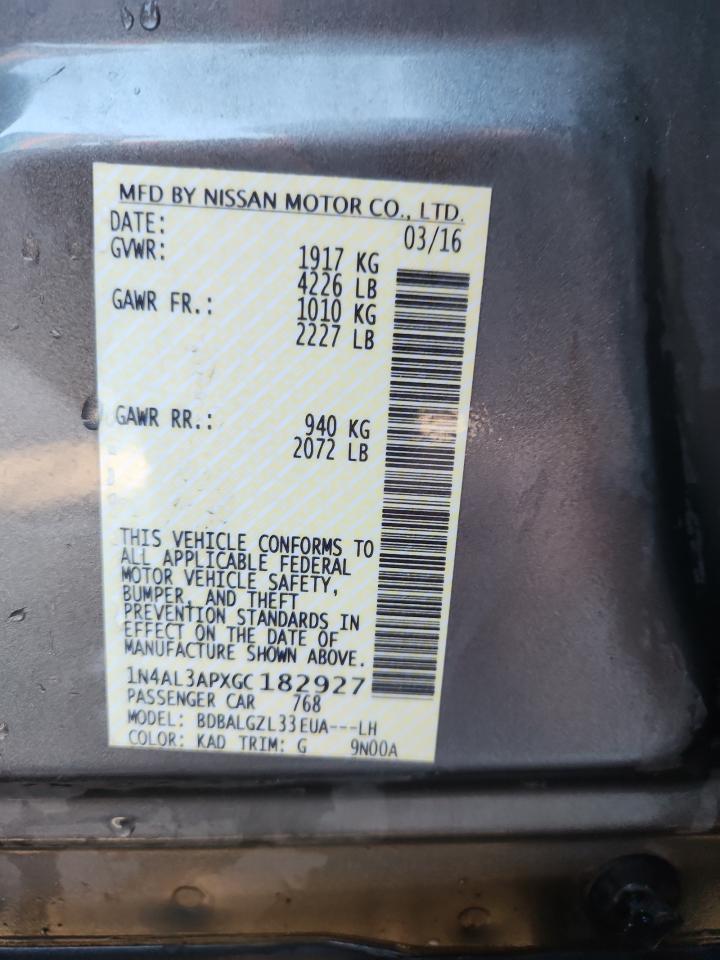 MFD BY NISSAN MOTOR CO., LTD.
DATE: 03/16
GVWR: 1917 KG
4226 LB
GAWR FR.: 1010 KG
2227 LB
GAWR RR.: 940 KG
2072 LB
THIS VEHICLE CONFORMS TO
ALL APPLICABLE FEDERAL
MOTOR VEHICLE SAFETY,
BUMPER, AND THEFT
PREVENTION STANDARDS IN
EFFECT ON THE DATE OF
MANUFACTURE SHOWN ABOVE.
1N4AL3APXGC182927
PASSENGER CAR 768
MODEL: BDBALGZL33EUA---LH
COLOR: KAD TRIM: G 9N00A